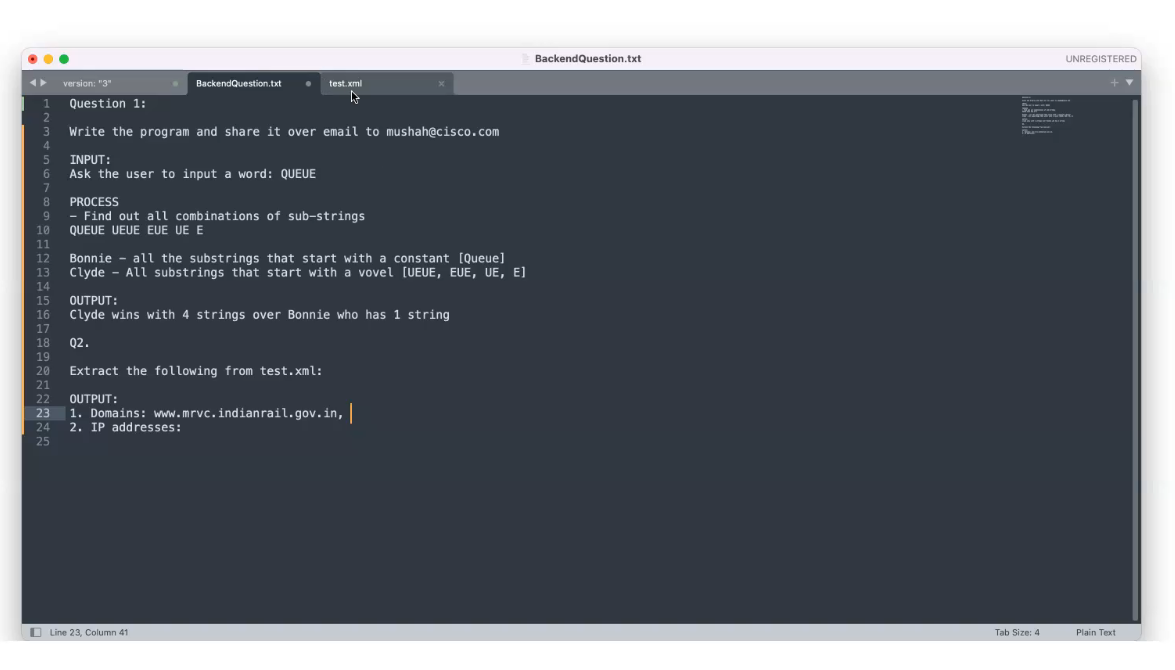 BackendQuestion.txt
UNREGISTERED
version: "3"
BackendQuestion.txt
test.xml
1 Question 1:
2
3 Write the program and share it over email to mushah@cisco.com
4
5 INPUT:
6 Ask the user to input a word: QUEUE
7
8 PROCESS
9 - Find out all combinations of sub-strings
10 QUEUE UEUE EUE UE E
11
12 Bonnie - all the substrings that start with a constant [Queue]
13 Clyde - All substrings that start with a vovel [UEUE, EUE, UE, E]
14
15 OUTPUT:
16 Clyde wins with 4 strings over Bonnie who has 1 string
17
18 Q2.
19
20 Extract the following from test.xml:
21
22 OUTPUT:
23 1. Domains: www.mrvc.indianrail.gov.in,
24 2. IP addresses:
25
Line 23, Column 41
Tab Size: 4
Plain Text